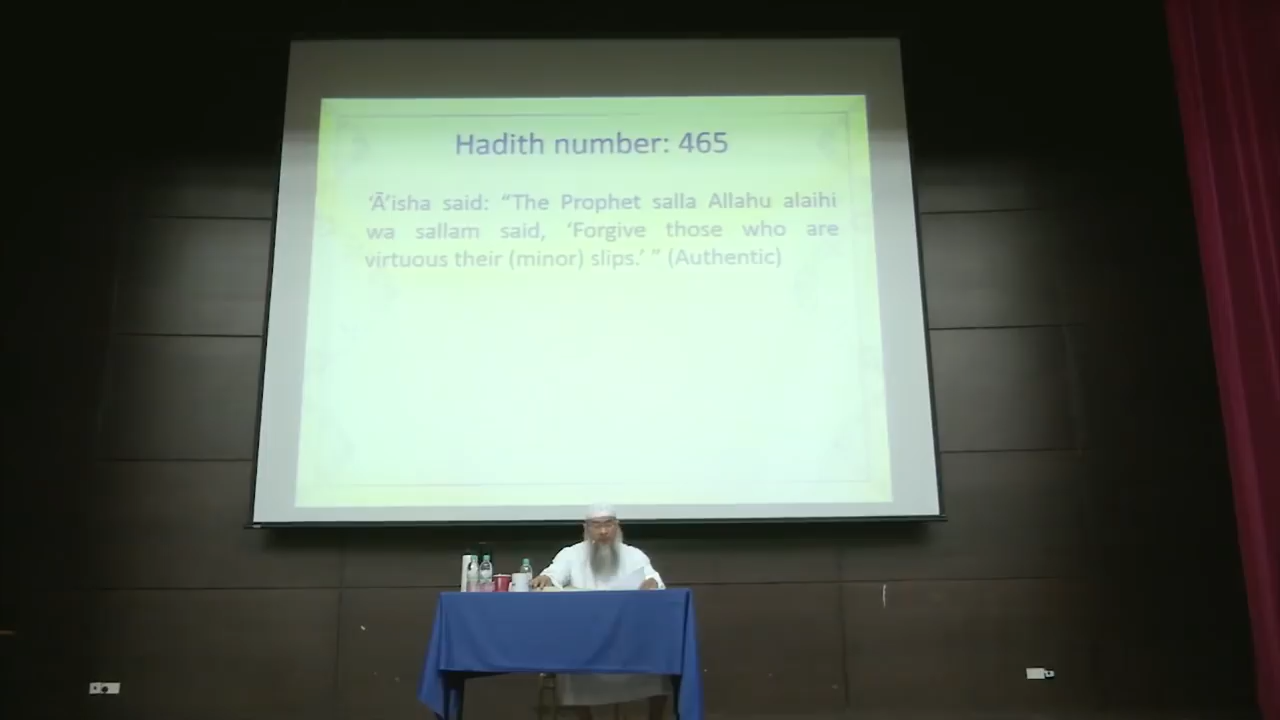 Hadith number: 465
‘Ā’isha said: “The Prophet salla Allahu alaihi
wa sallam said, ‘Forgive those who are
virtuous their (minor) slips.’ ” (Authentic)